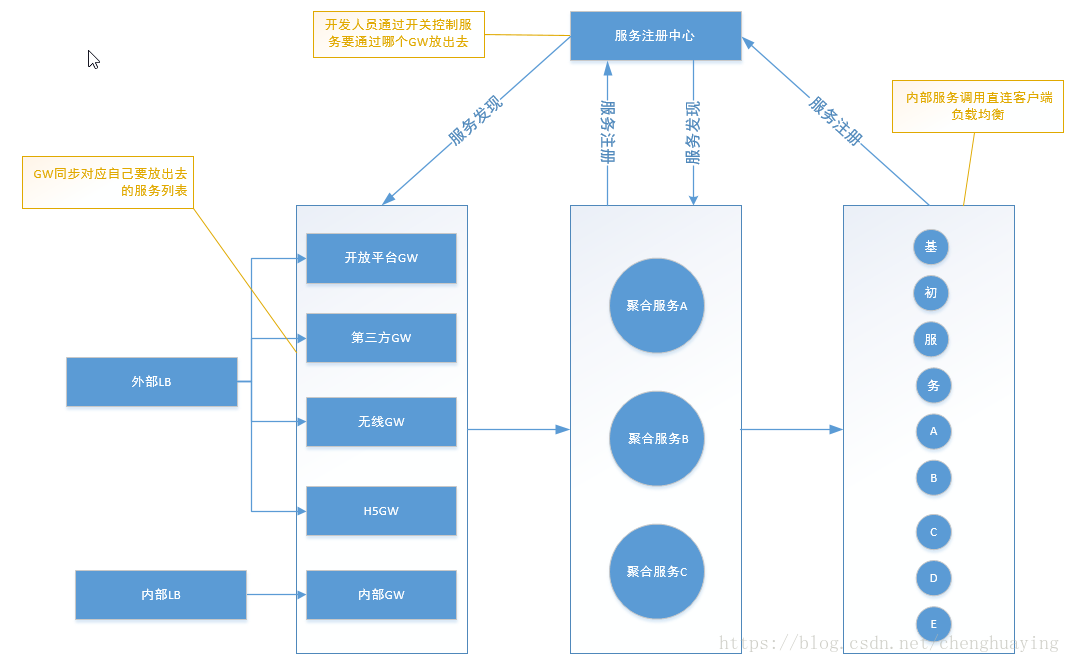 开发人员通过开关控制服
务要通过哪个GW放出去
服务注册中心
内部服务调用直连客户端
负载均衡
服务发现
服务注册
服务发现
服务注册
GW同步对应自己要放出去
的服务列表
外部LB
内部LB
开放平台GW
第三方GW
无线GW
H5GW
内部GW
聚合服务A
聚合服务B
聚合服务C
基
初
服
务
A
B
C
D
E
https://blog.csdn.net/chenghuaying